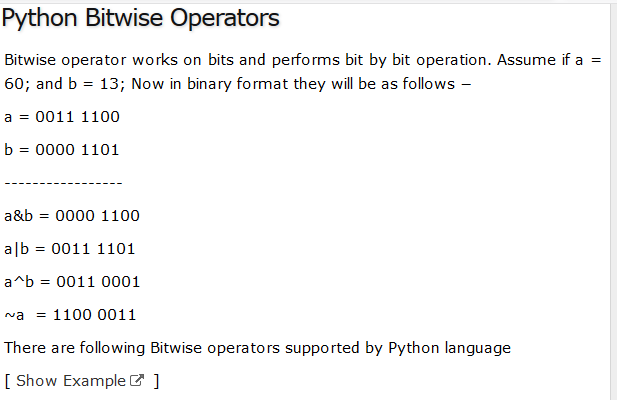 Python Bitwise Operators
Bitwise operator works on bits and performs bit by bit operation. Assume if a =
60; and b = 13; Now in binary format they will be as follows −
a = 0011 1100
b = 0000 1101
-----------------
a&b = 0000 1100
a|b = 0011 1101
a^b = 0011 0001
~a = 1100 0011
There are following Bitwise operators supported by Python language
[ Show Example ]